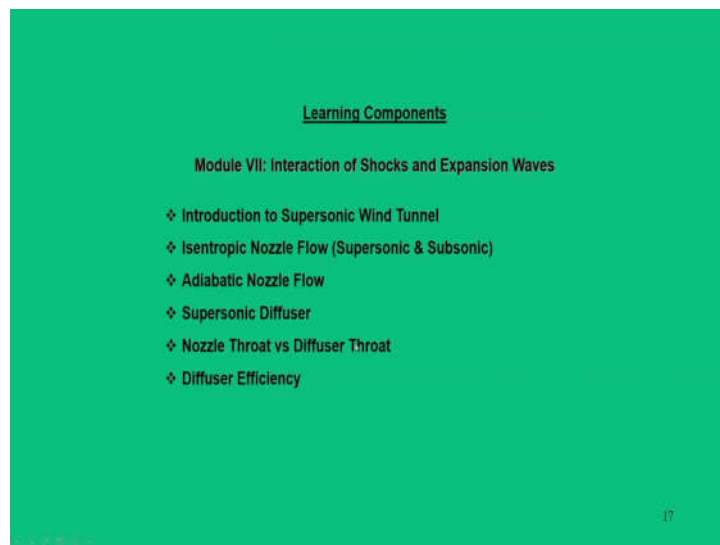 Learning Components
Module VII: Interaction of Shocks and Expansion Waves
❖ Introduction to Supersonic Wind Tunnel
❖ Isentropic Nozzle Flow (Supersonic & Subsonic)
❖ Adiabatic Nozzle Flow
❖ Supersonic Diffuser
❖ Nozzle Throat vs Diffuser Throat
❖ Diffuser Efficiency
17